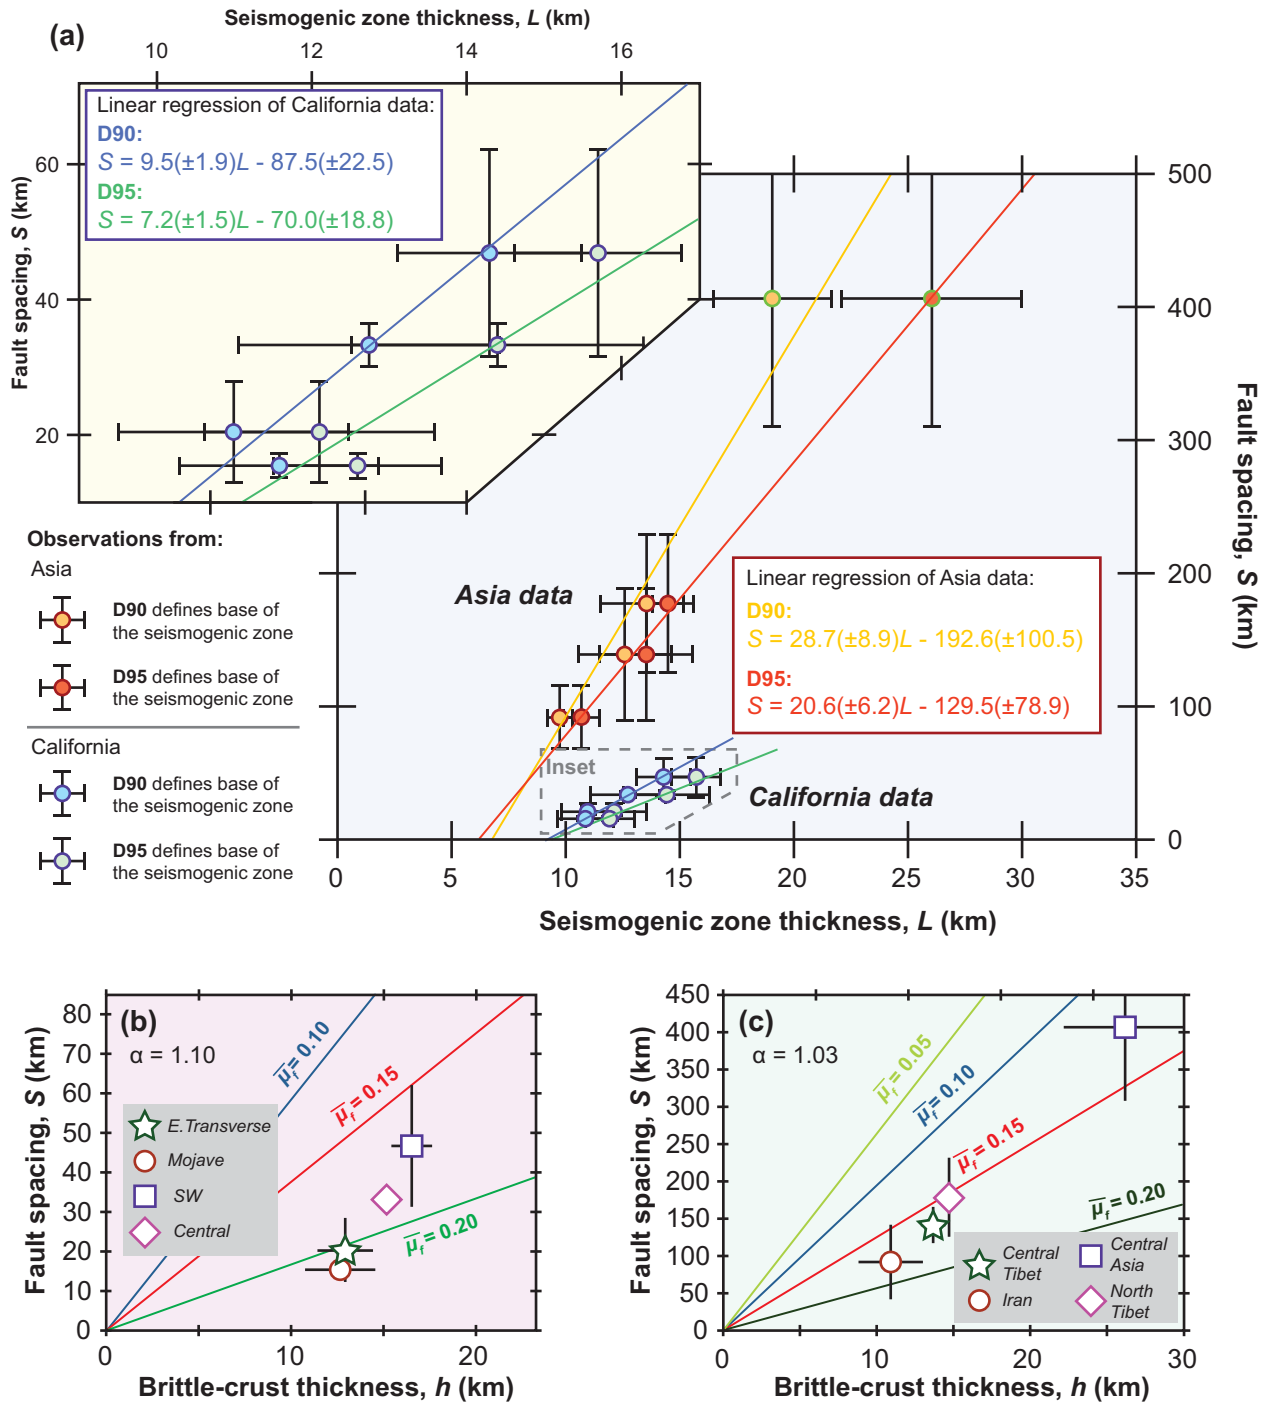 (a)
Seismogenic zone thickness, L (km)
10 12 14 16
Fault spacing, S (km)
60
40
20
Linear regression of California data:
D90:
S = 9.5(±1.9)L - 87.5(±22.5)
D95:
S = 7.2(±1.5)L - 70.0(±18.8)
500
400
300
200
100
0
Fault spacing, S (km)
Asia data
Linear regression of Asia data:
D90:
S = 28.7(±8.9)L - 192.6(±100.5)
D95:
S = 20.6(±6.2)L - 129.5(±78.9)
Inset
California data
0 5 10 15 20 25 30 35
Seismogenic zone thickness, L (km)
Observations from:
Asia
D90 defines base of
the seismogenic zone
D95 defines base of
the seismogenic zone
California
D90 defines base of
the seismogenic zone
D95 defines base of
the seismogenic zone
(b)
α = 1.10
μ̅f = 0.10
μ̅f = 0.15
μ̅f = 0.20
E.Transverse
Mojave
SW
Central
80
70
60
50
40
30
20
10
0
Fault spacing, S (km)
0 10 20
Brittle-crust thickness, h (km)
(c)
α = 1.03
μ̅f = 0.05
μ̅f = 0.10
μ̅f = 0.15
μ̅f = 0.20
Central
Tibet
Iran
Central
Asia
North
Tibet
450
400
350
300
250
200
150
100
50
0
Fault spacing, S (km)
0 10 20 30
Brittle-crust thickness, h (km)